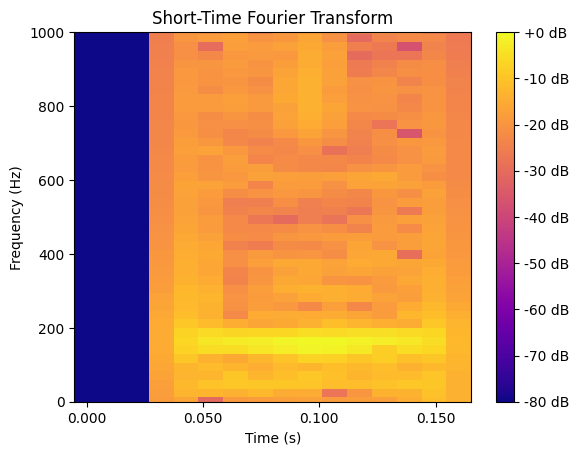 Short-Time Fourier Transform
1000
800
600
400
200
0
Frequency (Hz)
0.000
0.050
0.100
0.150
Time (s)
+0 dB
-10 dB
-20 dB
-30 dB
-40 dB
-50 dB
-60 dB
-70 dB
-80 dB